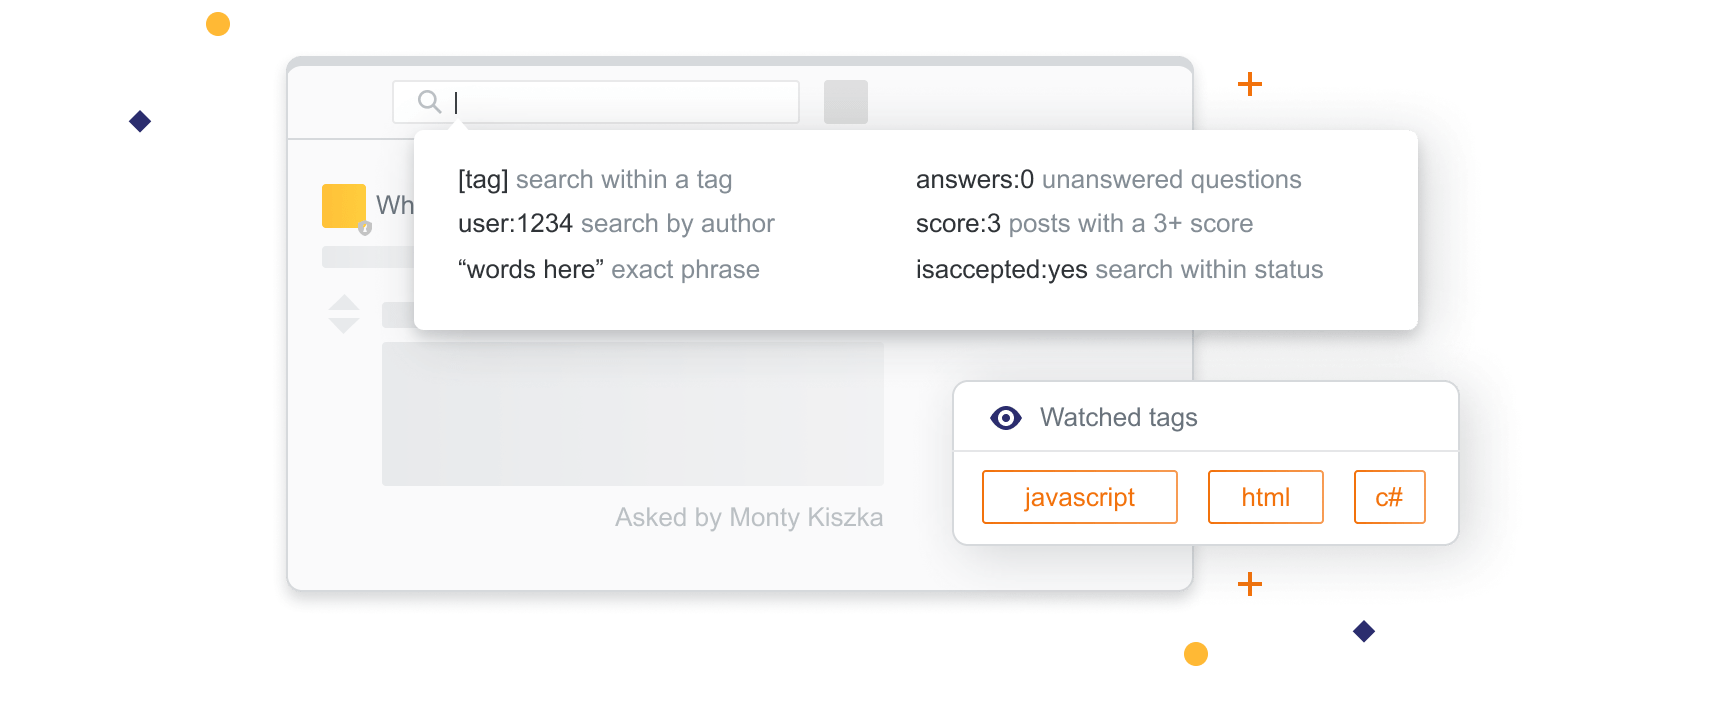 Wh
[tag] search within a tag
user:1234 search by author
“words here” exact phrase
answers:0 unanswered questions
score:3 posts with a 3+ score
isaccepted:yes search within status
Watched tags
javascript html c#
Asked by Monty Kiszka